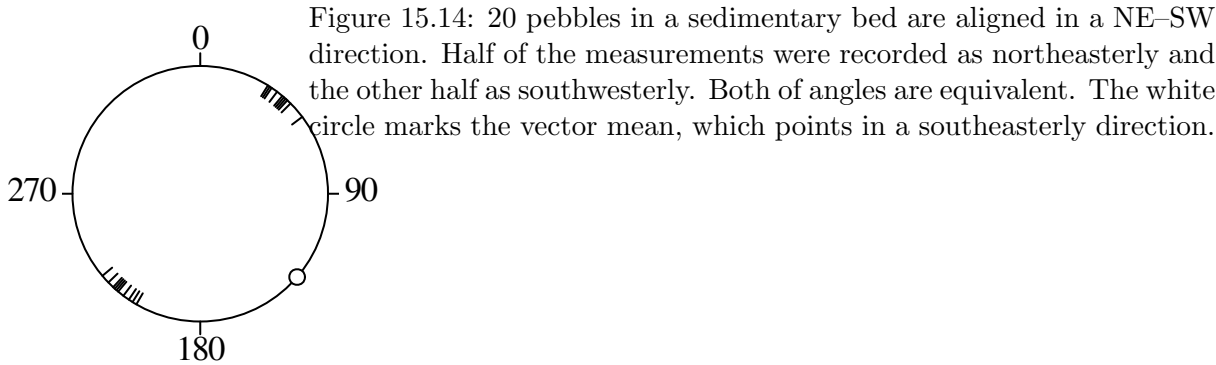 Figure 15.14: 20 pebbles in a sedimentary bed are aligned in a NE–SW
direction. Half of the measurements were recorded as northeasterly and
the other half as southwesterly. Both of angles are equivalent. The white
circle marks the vector mean, which points in a southeasterly direction.
0
270
90
180